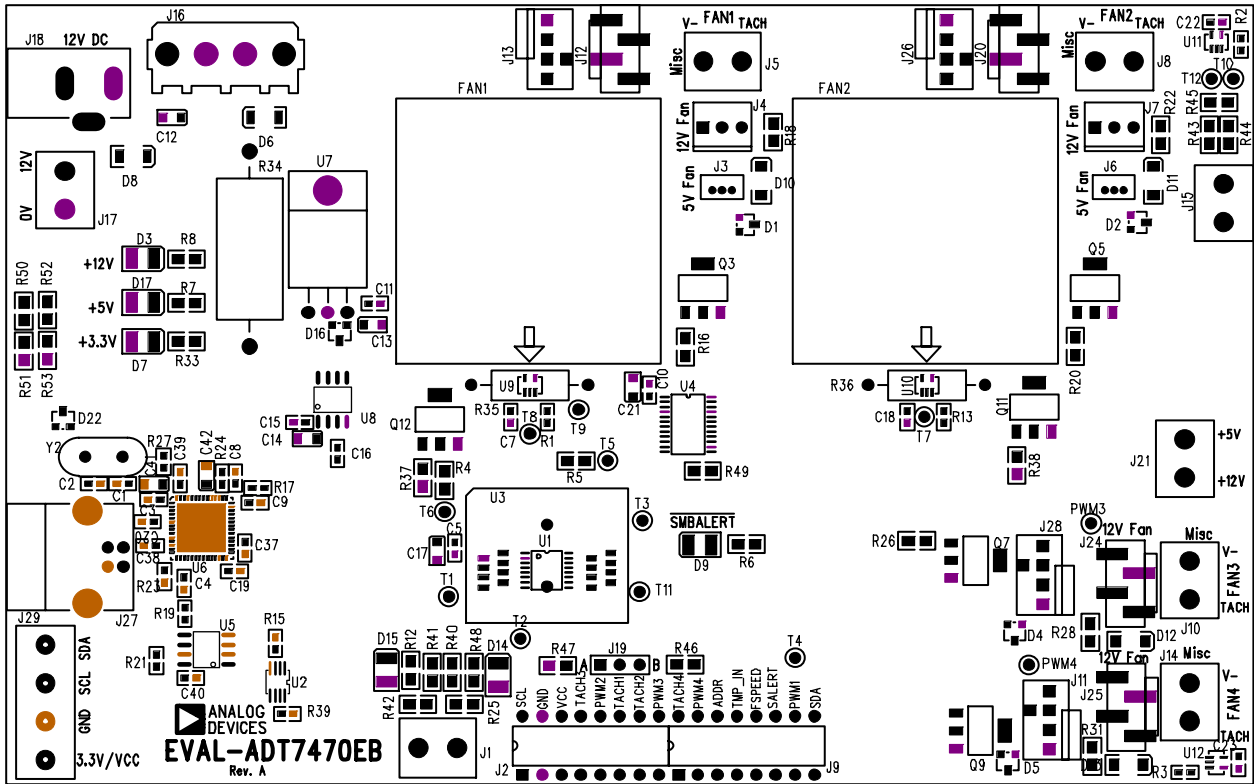 J16
J18
12V DC
C12
D6
D8
12V
0V
J17
R34
U7
D3
R8
+12V
D17
R7
+5V
D7
R33
+3.3V
R50
R52
R51
R53
D16
C11
C13
U8
C15
C14
C16
D22
Y2
R27
C39
C42
R24
C8
C2
C1
C3
R17
C9
C38
C37
R23
U6
C4
C19
J29
J27
R19
U5
R15
R21
C40
U2
R39
SDA
SCL
GND
3.3V/VCC
ANALOG
DEVICES
EVAL-ADT7470EB
Rev. A
J13
J12
FAN1
V-
FAN1
TACH
Misc
J5
J4
12V Fan
R18
J3
5V Fan
D10
D1
Q3
R16
U9
R35
C7
T8
R1
T9
C21
C10
U4
Q12
R37
R4
R5
T5
R49
T6
U3
U1
T3
C17
C5
T1
T11
T2
SMBALERT
D9
R6
J26
J20
FAN2
V-
FAN2
TACH
Misc
J8
C22
R2
U11
T12
T10
R45
R43
R44
J7
12V Fan
R22
J6
5V Fan
D11
D2
J15
Q5
R20
R36
U10
C18
T7
R13
Q11
R38
J21
+5V
+12V
PWM3
R26
Q7
J28
J24
12V Fan
Misc
V-
FAN3
TACH
J10
D4
R28
D12
PWM4
J11
J25
12V Fan
J14
Misc
V-
FAN4
TACH
Q9
D5
R31
R3
U12
C23
D15
R12
R41
R40
R48
D14
R42
R25
J1
R47
A
J19
B
R46
T4
SCL
GND
VCC
TACH3
PWM2
TACH1
TACH2
PWM3
TACH4
PWM4
ADDR
TMP_IN
FSPEED
SALERT
PWM1
SDA
J2
J9